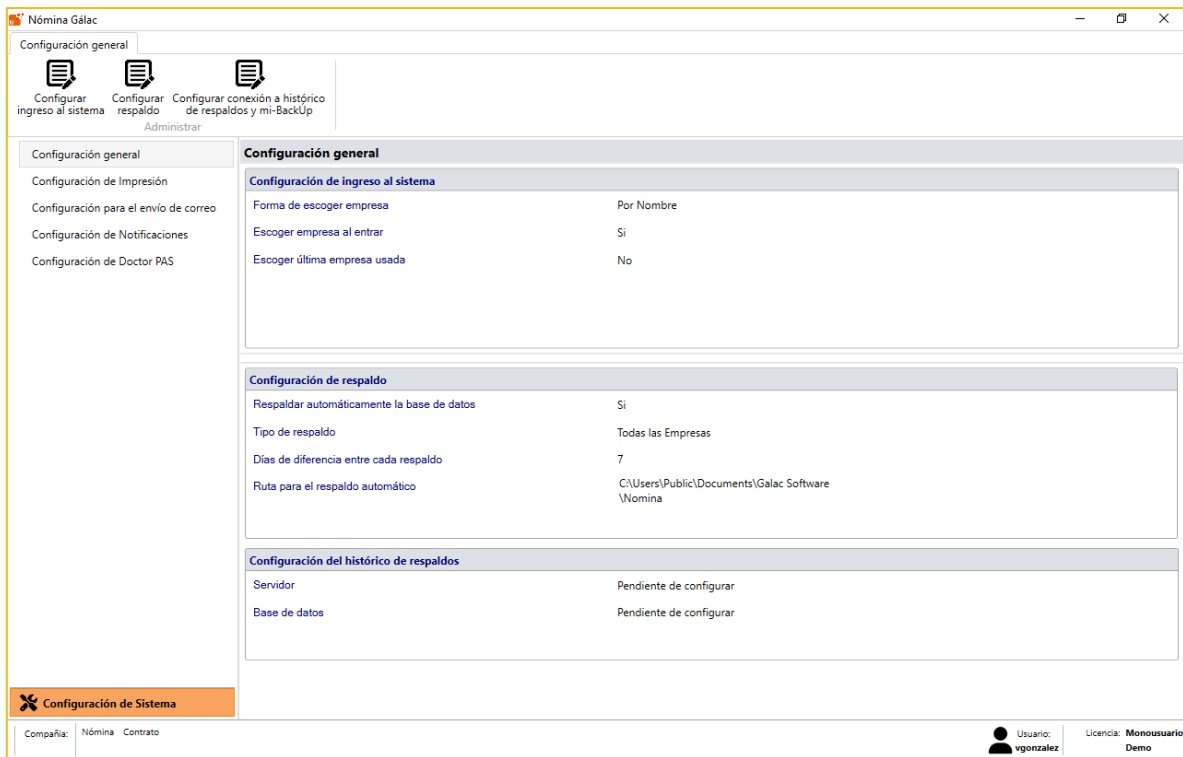 Nómina Gálac
Configuración general
Configurar
ingreso al sistema
Configurar
respaldo
Configurar conexión a histórico
de respaldos y mi-BackUp
Administrar
Configuración general
Configuración de Impresión
Configuración para el envío de correo
Configuración de Notificaciones
Configuración de Doctor PAS
Configuración general
Configuración de ingreso al sistema
Forma de escoger empresa Por Nombre
Escoger empresa al entrar Si
Escoger última empresa usada No
Configuración de respaldo
Respaldar automáticamente la base de datos Si
Tipo de respaldo Todas las Empresas
Días de diferencia entre cada respaldo 7
Ruta para el respaldo automático C:\Users\Public\Documents\Galac Software
\Nomina
Configuración del histórico de respaldos
Servidor Pendiente de configurar
Base de datos Pendiente de configurar
Configuración de Sistema
Compañia: Nómina Contrato
Usuario:
vgonzalez
Licencia: Monousuario
Demo